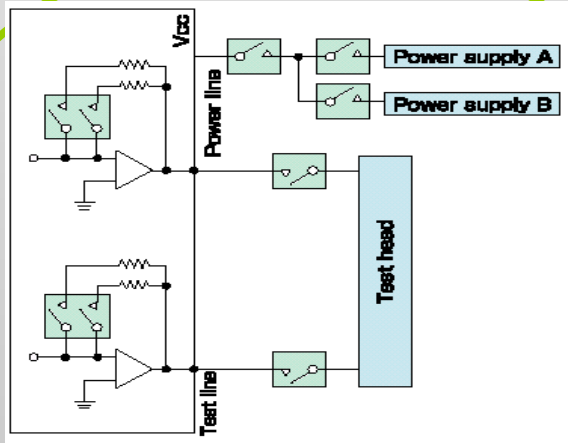 Vcc
Power line
Power supply A
Power supply B
Test head
Test line